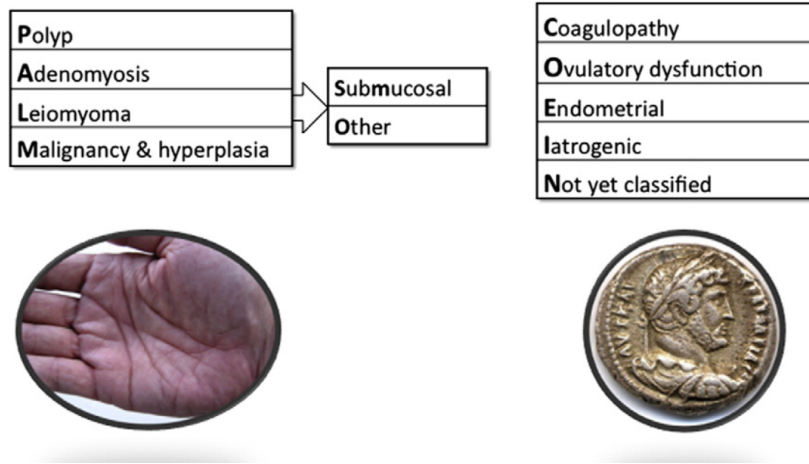 Polyp
Adenomyosis
Leiomyoma
Malignancy & hyperplasia
Submucosal
Other
Coagulopathy
Ovulatory dysfunction
Endometrial
Iatrogenic
Not yet classified